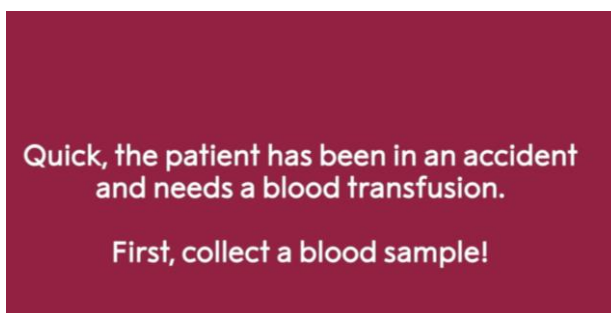 Quick, the patient has been in an accident
and needs a blood transfusion.
First, collect a blood sample!